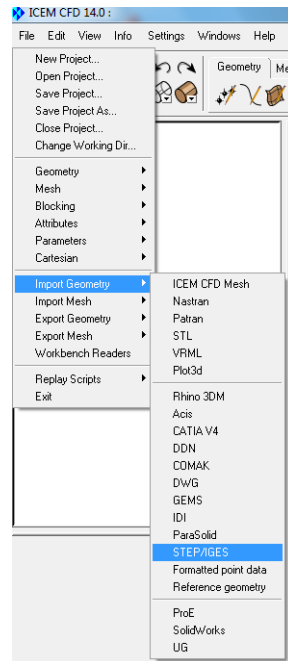 ICEM CFD 14.0 :
File Edit View Info Settings Windows Help
New Project...
Open Project...
Save Project...
Save Project As...
Close Project...
Change Working Dir...
Geometry
Mesh
Blocking
Attributes
Parameters
Cartesian
Import Geometry
Import Mesh
Export Geometry
Export Mesh
Workbench Readers
Replay Scripts
Exit
Geometry Me
ICEM CFD Mesh
Nastran
Patran
STL
VRML
Plot3d
Rhino 3DM
Acis
CATIA V4
DDN
COMAK
DWG
GEMS
IDI
ParaSolid
STEP/IGES
Formatted point data
Reference geometry
ProE
SolidWorks
UG